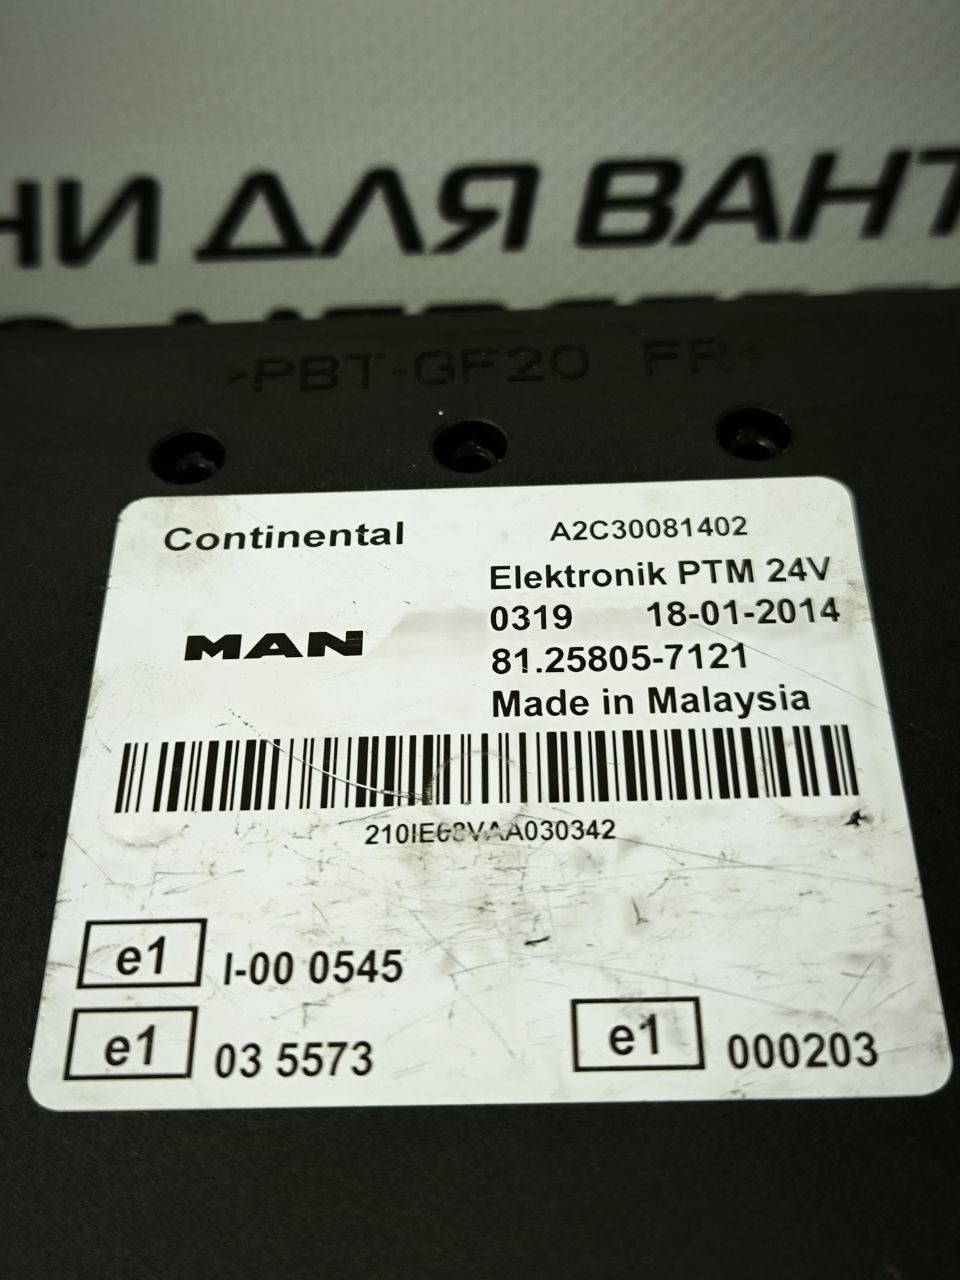 НИ ДЛЯ ВАНТ
>PBT-GF20 FR<
Continental
A2C30081402
Elektronik PTM 24V
0319 18-01-2014
MAN
81.25805-7121
Made in Malaysia
e1 I-00 0545
e1 03 5573
e1 000203